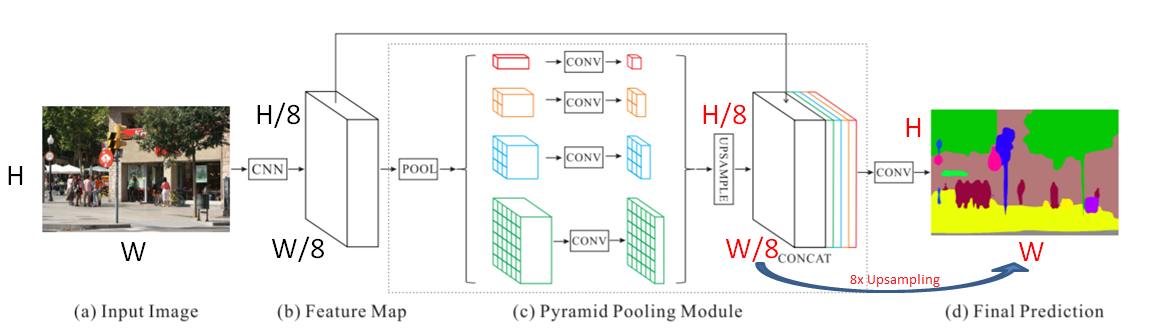 H
W
H/8
W/8
CNN
POOL
CONV
CONV
CONV
CONV
H/8
UPSAMPLE
W/8
CONCAT
CONV
H
W
8x Upsampling
(a) Input Image
(b) Feature Map
(c) Pyramid Pooling Module
(d) Final Prediction